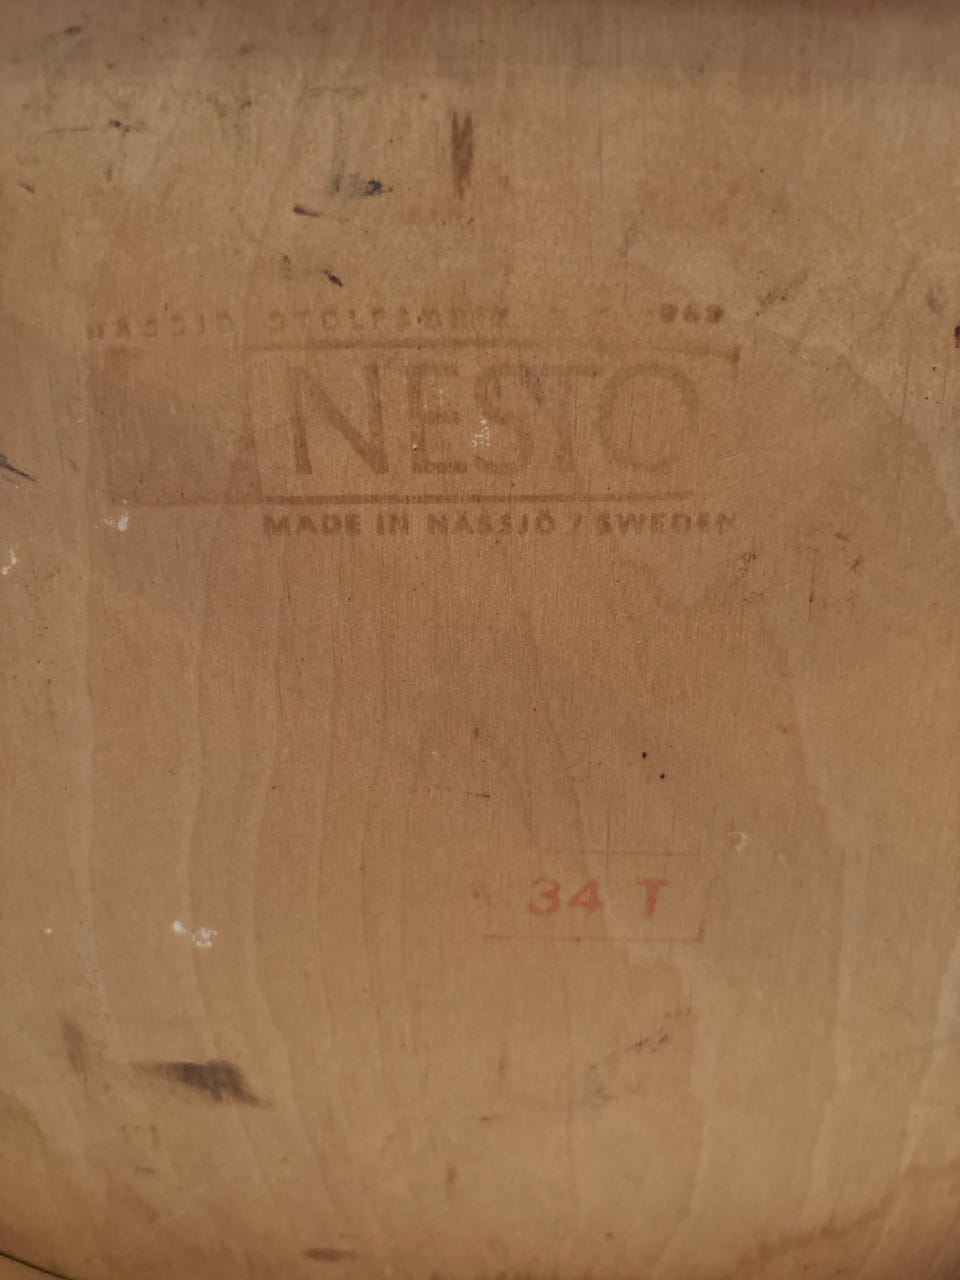 NÄSSJÖ STOLFABRIK
NESTO
MADE IN NÄSSJÖ / SWEDEN
34 T